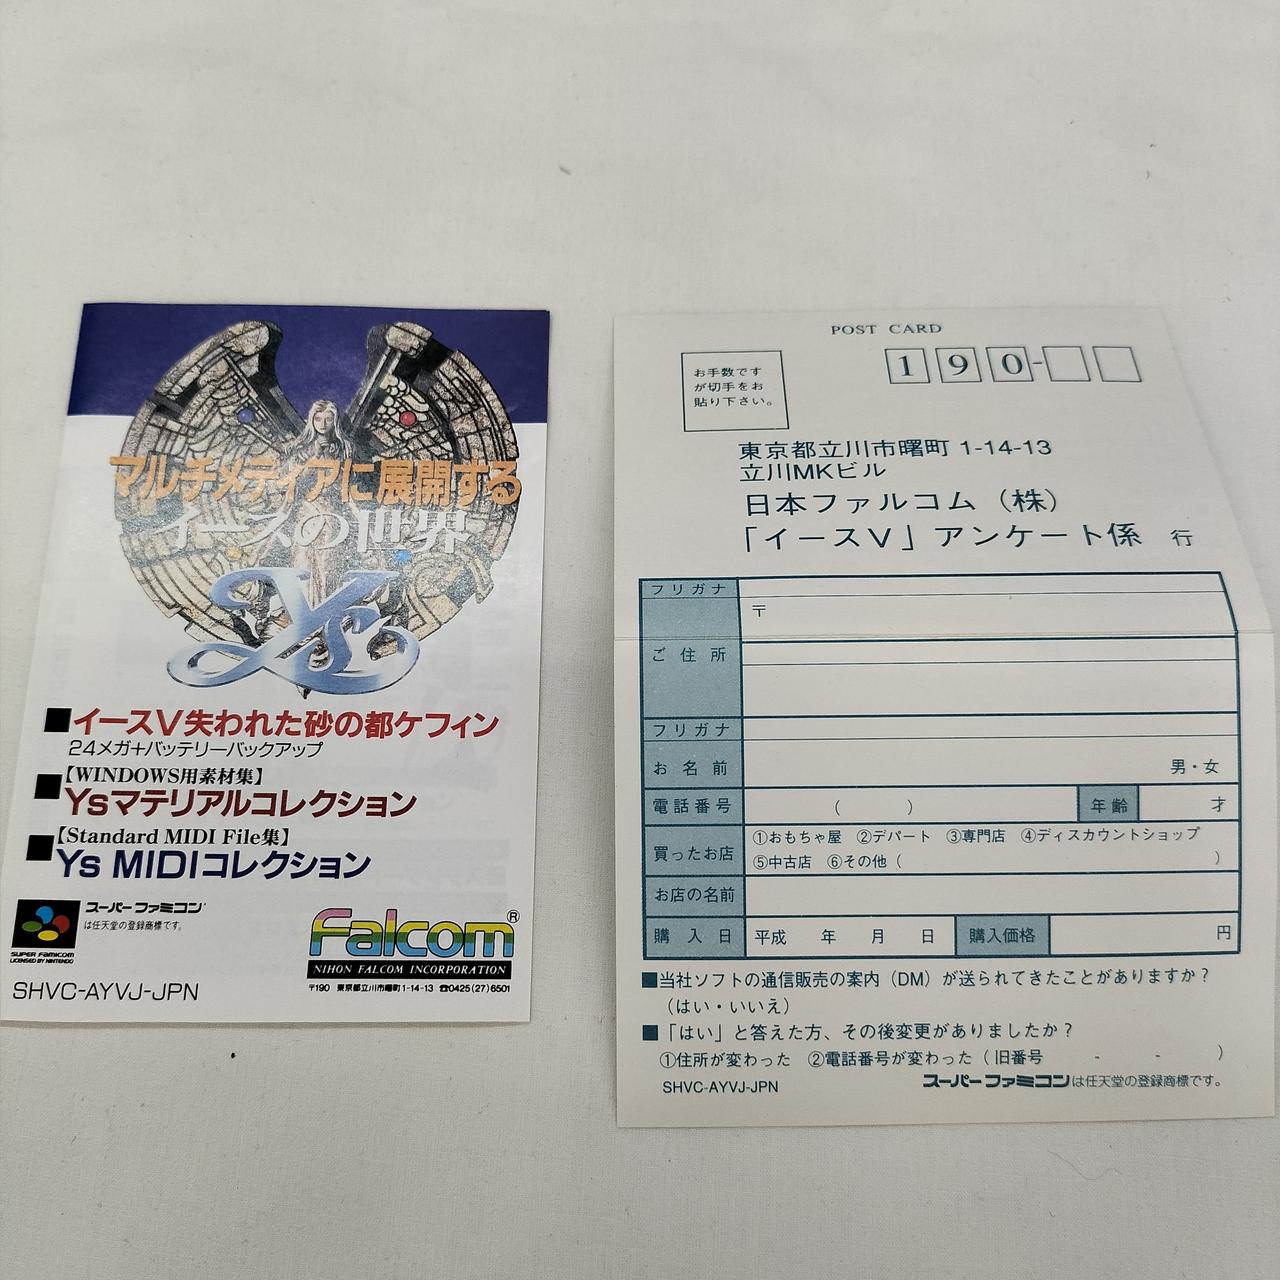 マルチメディアに展開する
イースの世界
Ys
■イースV失われた砂の都ケフィン
24メガ+バッテリーバックアップ
■【WINDOWS用素材集】
Ysマテリアルコレクション
■【Standard MIDI File集】
Ys MIDIコレクション
スーパーファミコン
は任天堂の登録商標です。
SUPER FAMICOM
LICENSED BY NINTENDO
Falcom®
NIHON FALCOM INCORPORATION
〒190 東京都立川市曙町1-14-13 ☎0425(27)6501
SHVC-AYVJ-JPN
POST CARD
お手数です
が切手をお
貼り下さい。
190-
東京都立川市曙町 1-14-13
立川MKビル
日本ファルコム(株)
「イースV」アンケート係 行
フリガナ
〒
ご住所
フリガナ
お名前 男・女
電話番号 ( ) 年齢 才
買ったお店 ①おもちゃ屋 ②デパート ③専門店 ④ディスカウントショップ
⑤中古店 ⑥その他( )
お店の名前
購入日 平成 年 月 日 購入価格 円
■当社ソフトの通信販売の案内(DM)が送られてきたことがありますか?
(はい・いいえ)
■「はい」と答えた方、その後変更がありましたか?
①住所が変わった ②電話番号が変わった(旧番号 - - )
SHVC-AYVJ-JPN スーパーファミコンは任天堂の登録商標です。